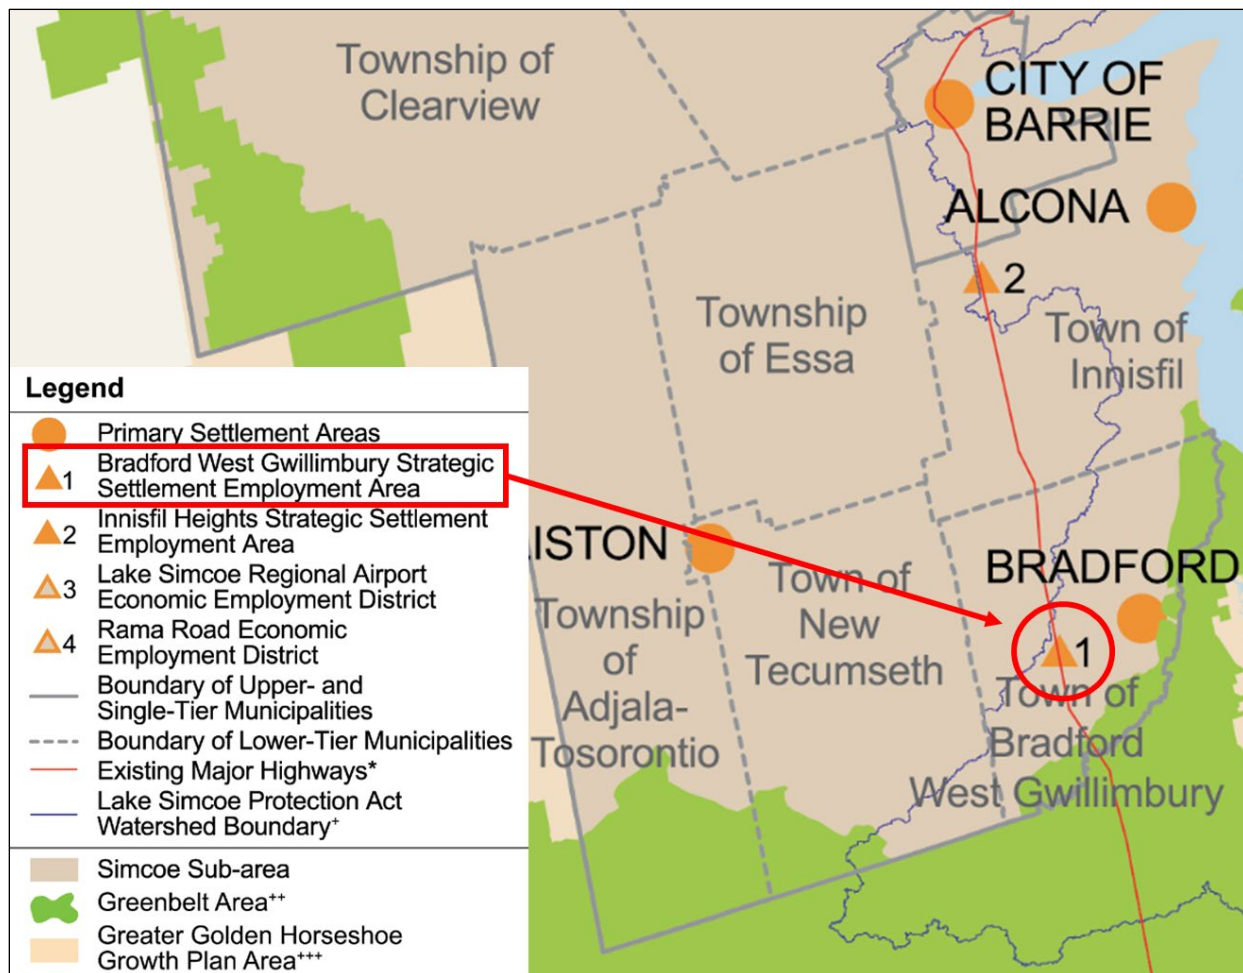 Township of
Clearview
CITY OF
BARRIE
ALCONA
2
Township
of Essa
Town of
Innisfil
Legend
Primary Settlement Areas
1 Bradford West Gwillimbury Strategic
Settlement Employment Area
2 Innisfil Heights Strategic Settlement
Employment Area
3 Lake Simcoe Regional Airport
Economic Employment District
4 Rama Road Economic
Employment District
Boundary of Upper- and
Single-Tier Municipalities
Boundary of Lower-Tier Municipalities
Existing Major Highways*
Lake Simcoe Protection Act
Watershed Boundary+
Simcoe Sub-area
Greenbelt Area++
Greater Golden Horseshoe
Growth Plan Area+++
ISTON
Township
of
Adjala-
Tosorontio
Town of
New
Tecumseth
BRADFORD
1
Town of
Bradford
West Gwillimbury